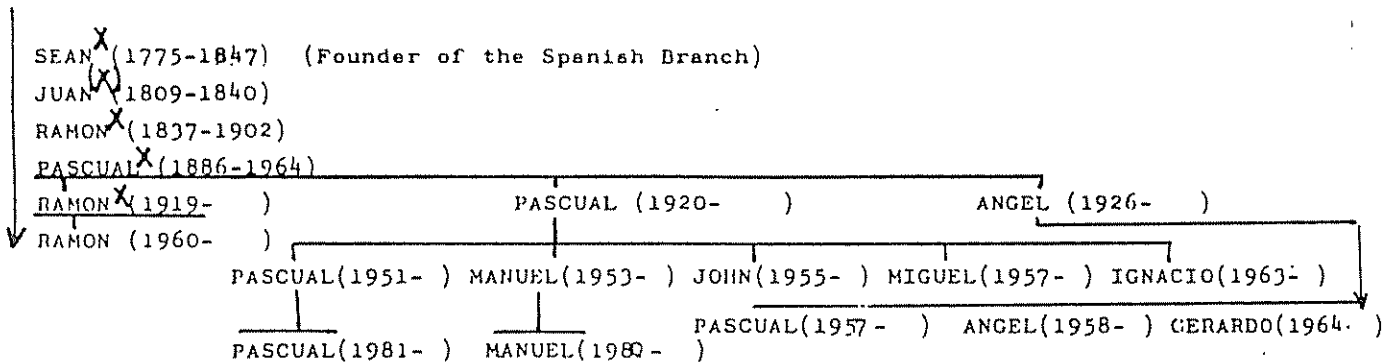 SEAN X (1775-1847) (Founder of the Spanish Branch)
JUAN (X) (1809-1840)
RAMON X (1837-1902)
PASCUAL X (1886-1964)
RAMON X (1919- ) PASCUAL (1920- ) ANGEL (1926- )
RAMON (1960- )
PASCUAL(1951- ) MANUEL(1953- ) JOHN(1955- ) MIGUEL(1957- ) IGNACIO(1963- )
PASCUAL(1957- ) ANGEL(1958- ) GERARDO(1964- )
PASCUAL(1981- ) MANUEL(1980- )